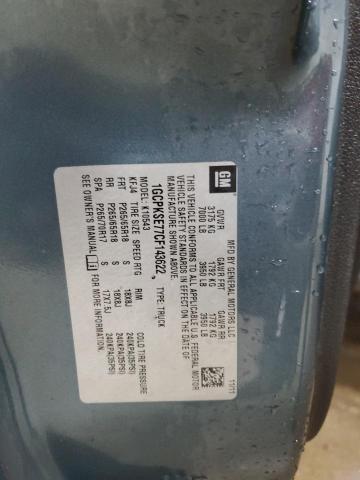 GM
MFD BY GENERAL MOTORS LLC 11/11
GVWR GAWR FRT GAWR RR
3175 KG 1792 KG 1792 KG
7000 LB 3950 LB 3950 LB
THIS VEHICLE CONFORMS TO ALL APPLICABLE U.S. FEDERAL MOTOR
VEHICLE SAFETY STANDARDS IN EFFECT ON THE DATE OF
MANUFACTURE SHOWN ABOVE.
1GCPKSE77CF143622 TYPE:TRUCK
MODEL: K10543
KFJ4 TIRE SIZE SPEED RTG RIM COLD TIRE PRESSURE
FRT P265/65R18 S 18X8J 240KPA(35PSI)
RR P265/65R18 S 18X8J 240KPA(35PSI)
SPA P265/70R17 S 17X7.5J 240KPA(35PSI)
SEE OWNER'S MANUAL FOR MORE INFORMATION.